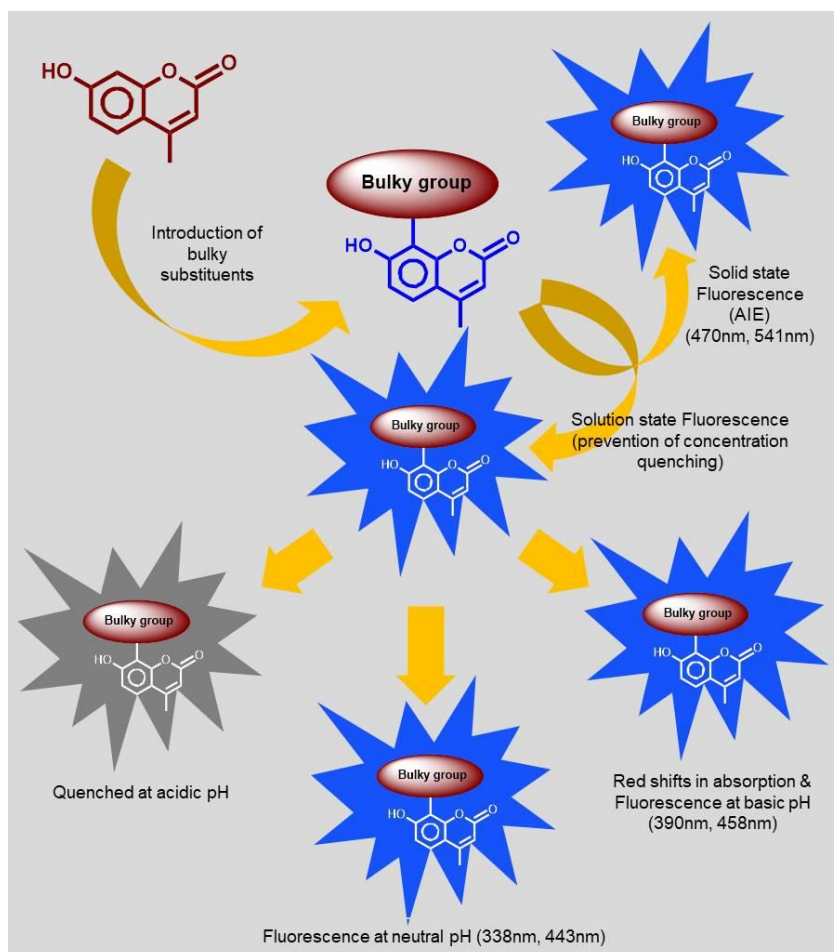 HO
O
O
Introduction of
bulky
substituents
Bulky group
HO
O
O
Bulky group
HO
O
O
Solid state
Fluorescence
(AIE)
(470nm, 541nm)
Bulky group
HO
O
O
Solution state Fluorescence
(prevention of concentration
quenching)
Bulky group
HO
O
O
Quenched at acidic pH
Bulky group
HO
O
O
Fluorescence at neutral pH (338nm, 443nm)
Bulky group
HO
O
O
Red shifts in absorption &
Fluorescence at basic pH
(390nm, 458nm)